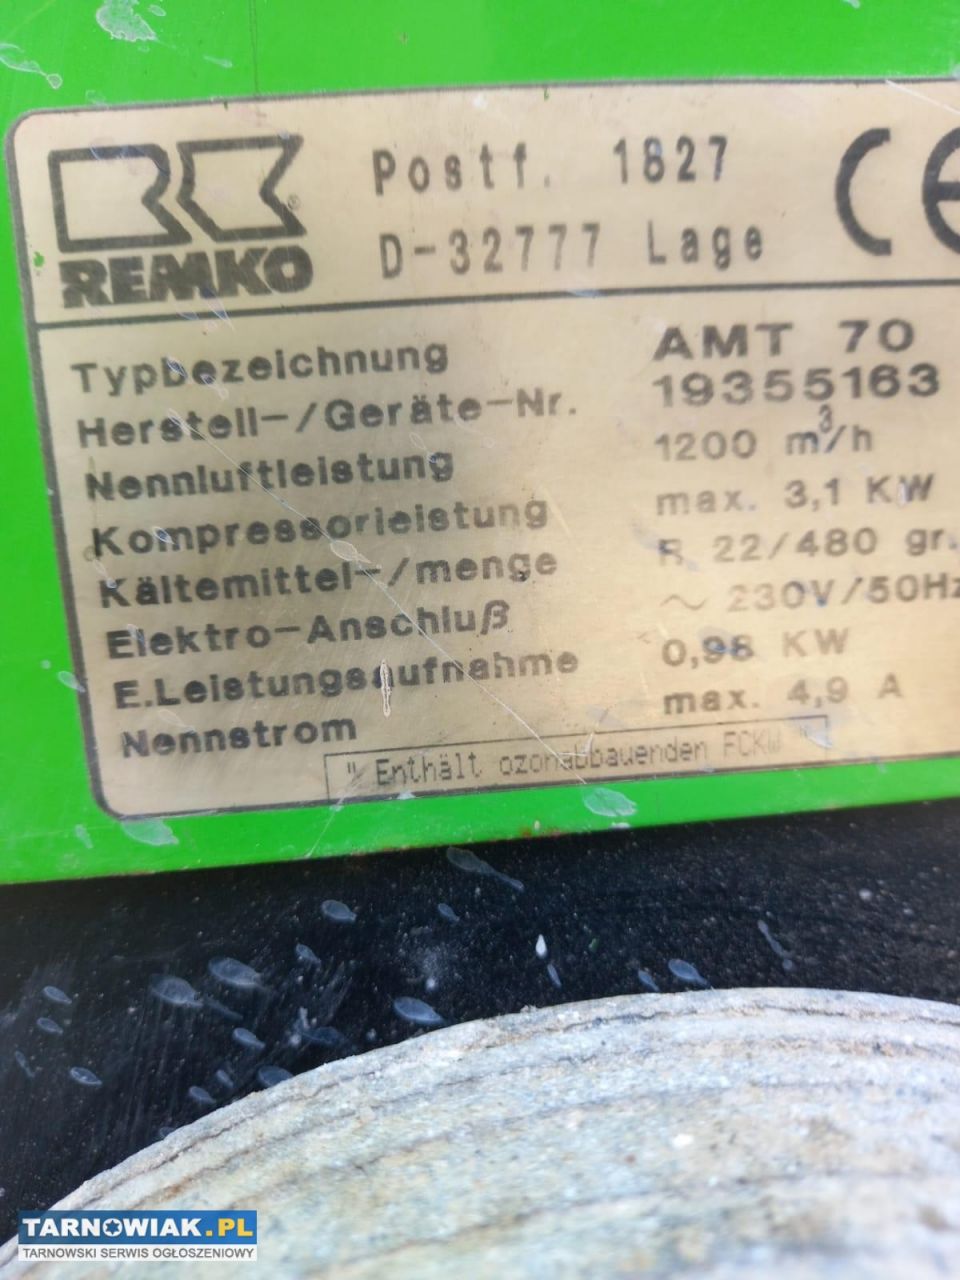 REMKO
Postf. 1827
D-32777 Lage
CE
Typbezeichnung AMT 70
Herstell-/Geräte-Nr. 19355163
Nennluftleistung 1200 m³/h
Kompressorleistung max. 3,1 KW
Kältemittel-/menge R 22/480 gr.
Elektro-Anschluß ~ 230V/50Hz
E.Leistungsaufnahme 0,98 KW
Nennstrom max. 4,9 A
" Enthält ozonabbauenden FCKW "
TARNOWIAK.PL
TARNOWSKI SERWIS OGŁOSZENIOWY